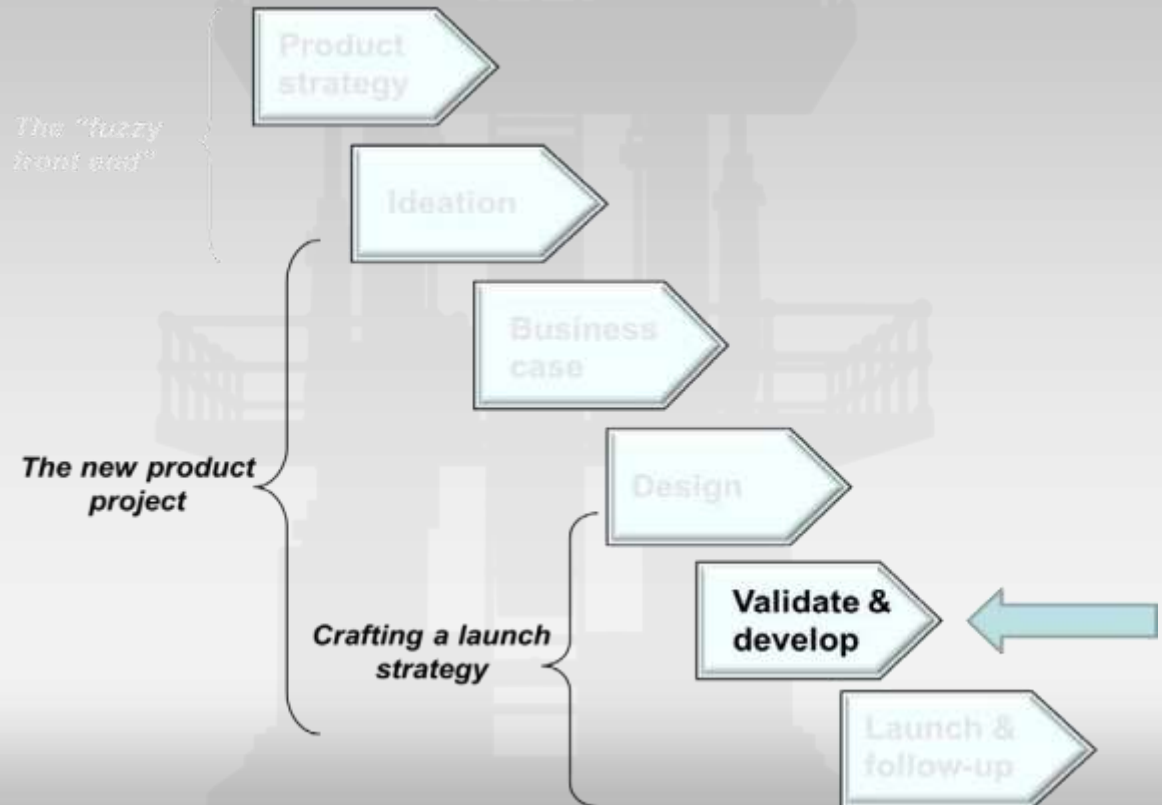 Product
strategy
The "fuzzy
front end"
Ideation
Business
case
The new product
project
Design
Validate &
develop
Crafting a launch
strategy
Launch &
follow-up